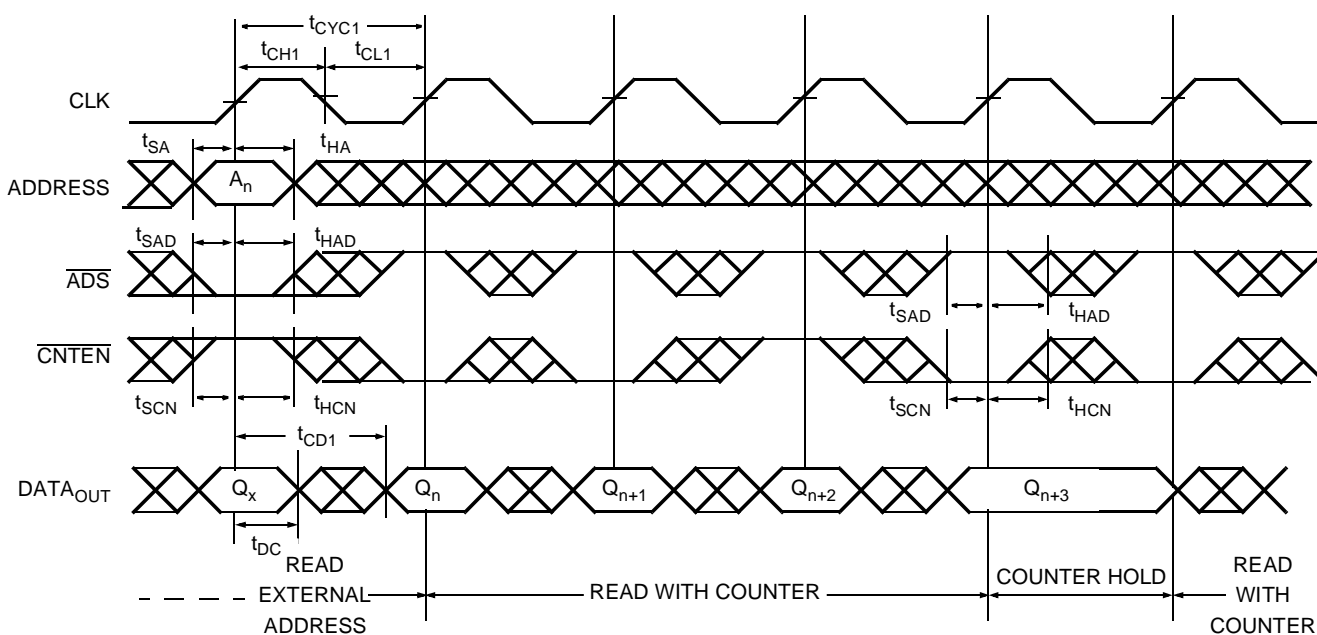 tCYC1
tCH1 tCL1
CLK
tSA tHA
ADDRESS An
tSAD tHAD
ADS
tSAD tHAD
CNTEN
tSCN tHCN tSCN tHCN
tCD1
DATAOUT Qx Qn Qn+1 Qn+2 Qn+3
tDC
READ EXTERNAL ADDRESS
READ WITH COUNTER
COUNTER HOLD
READ WITH COUNTER